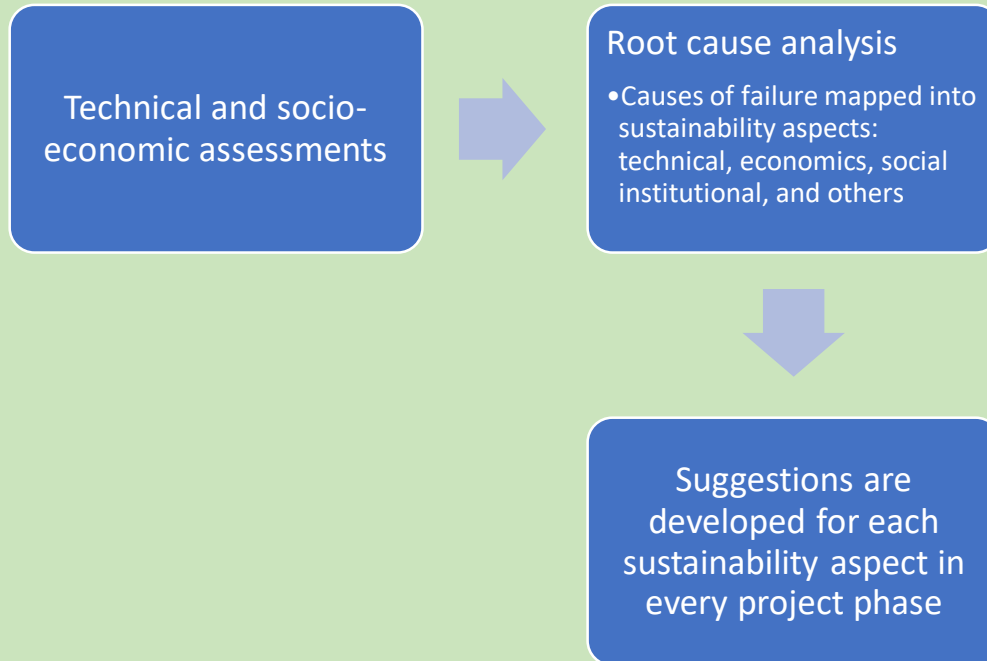 Technical and socio-
economic assessments
Root cause analysis
•Causes of failure mapped into
sustainability aspects:
technical, economics, social
institutional, and others
Suggestions are
developed for each
sustainability aspect in
every project phase